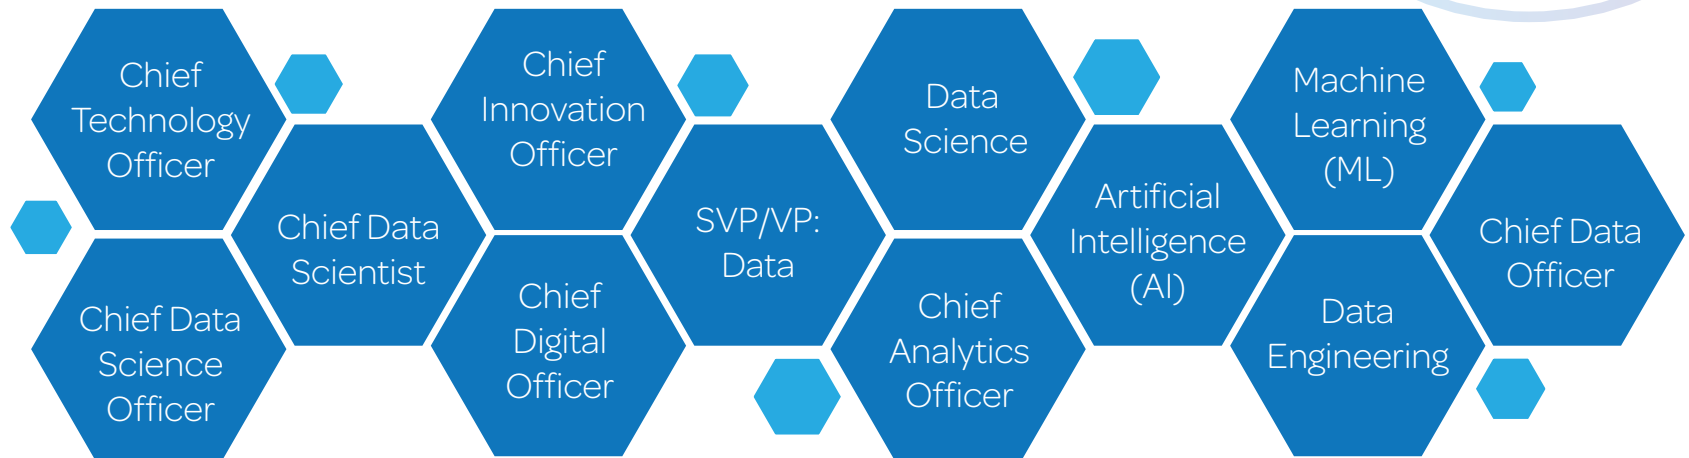 Chief
Technology
Officer
Chief Data
Science
Officer
Chief Data
Scientist
Chief
Innovation
Officer
Chief
Digital
Officer
SVP/VP:
Data
Data
Science
Chief
Analytics
Officer
Artificial
Intelligence
(AI)
Machine
Learning
(ML)
Data
Engineering
Chief Data
Officer